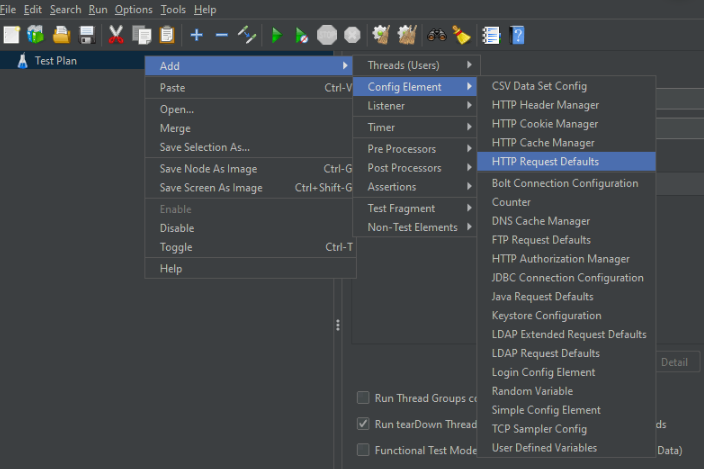 File Edit Search Run Options Tools Help
Test Plan
Add
Paste Ctrl-V
Open...
Merge
Save Selection As...
Save Node As Image Ctrl-G
Save Screen As Image Ctrl+Shift-G
Enable
Disable
Toggle Ctrl-T
Help
Threads (Users)
Config Element
Listener
Timer
Pre Processors
Post Processors
Assertions
Test Fragment
Non-Test Elements
CSV Data Set Config
HTTP Header Manager
HTTP Cookie Manager
HTTP Cache Manager
HTTP Request Defaults
Bolt Connection Configuration
Counter
DNS Cache Manager
FTP Request Defaults
HTTP Authorization Manager
JDBC Connection Configuration
Java Request Defaults
Keystore Configuration
LDAP Extended Request Defaults
LDAP Request Defaults
Login Config Element
Random Variable
Simple Config Element
TCP Sampler Config
User Defined Variables
Detail
Run Thread Groups co
Run tearDown Thread ds
Functional Test Mode Data)